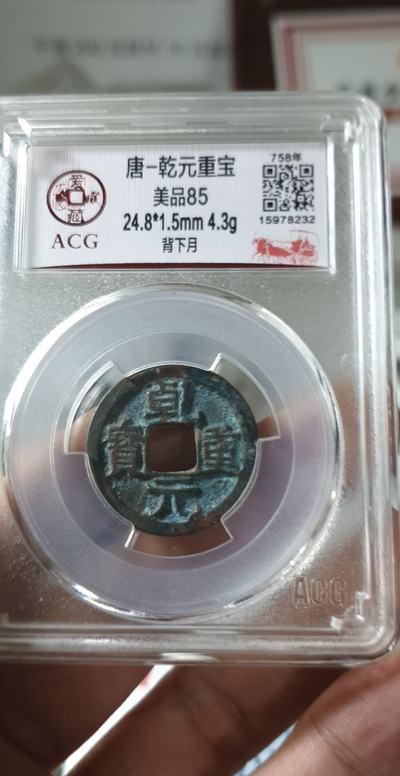 爱
藏
ACG
唐-乾元重宝
美品85
24.8*1.5mm 4.3g
背下月
758年
15978232
乾元重寶
ACG